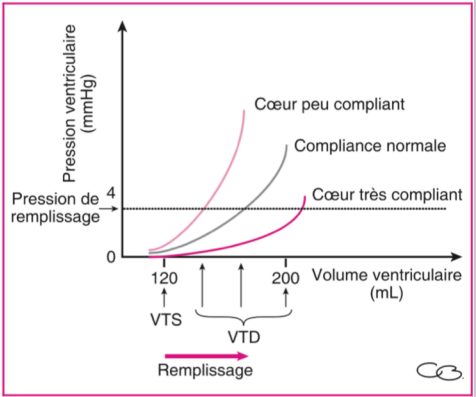 Pression ventriculaire
(mmHg)
Cœur peu compliant
Compliance normale
Cœur très compliant
4
Pression de
remplissage
0
120
200
Volume ventriculaire
(mL)
VTS
VTD
Remplissage